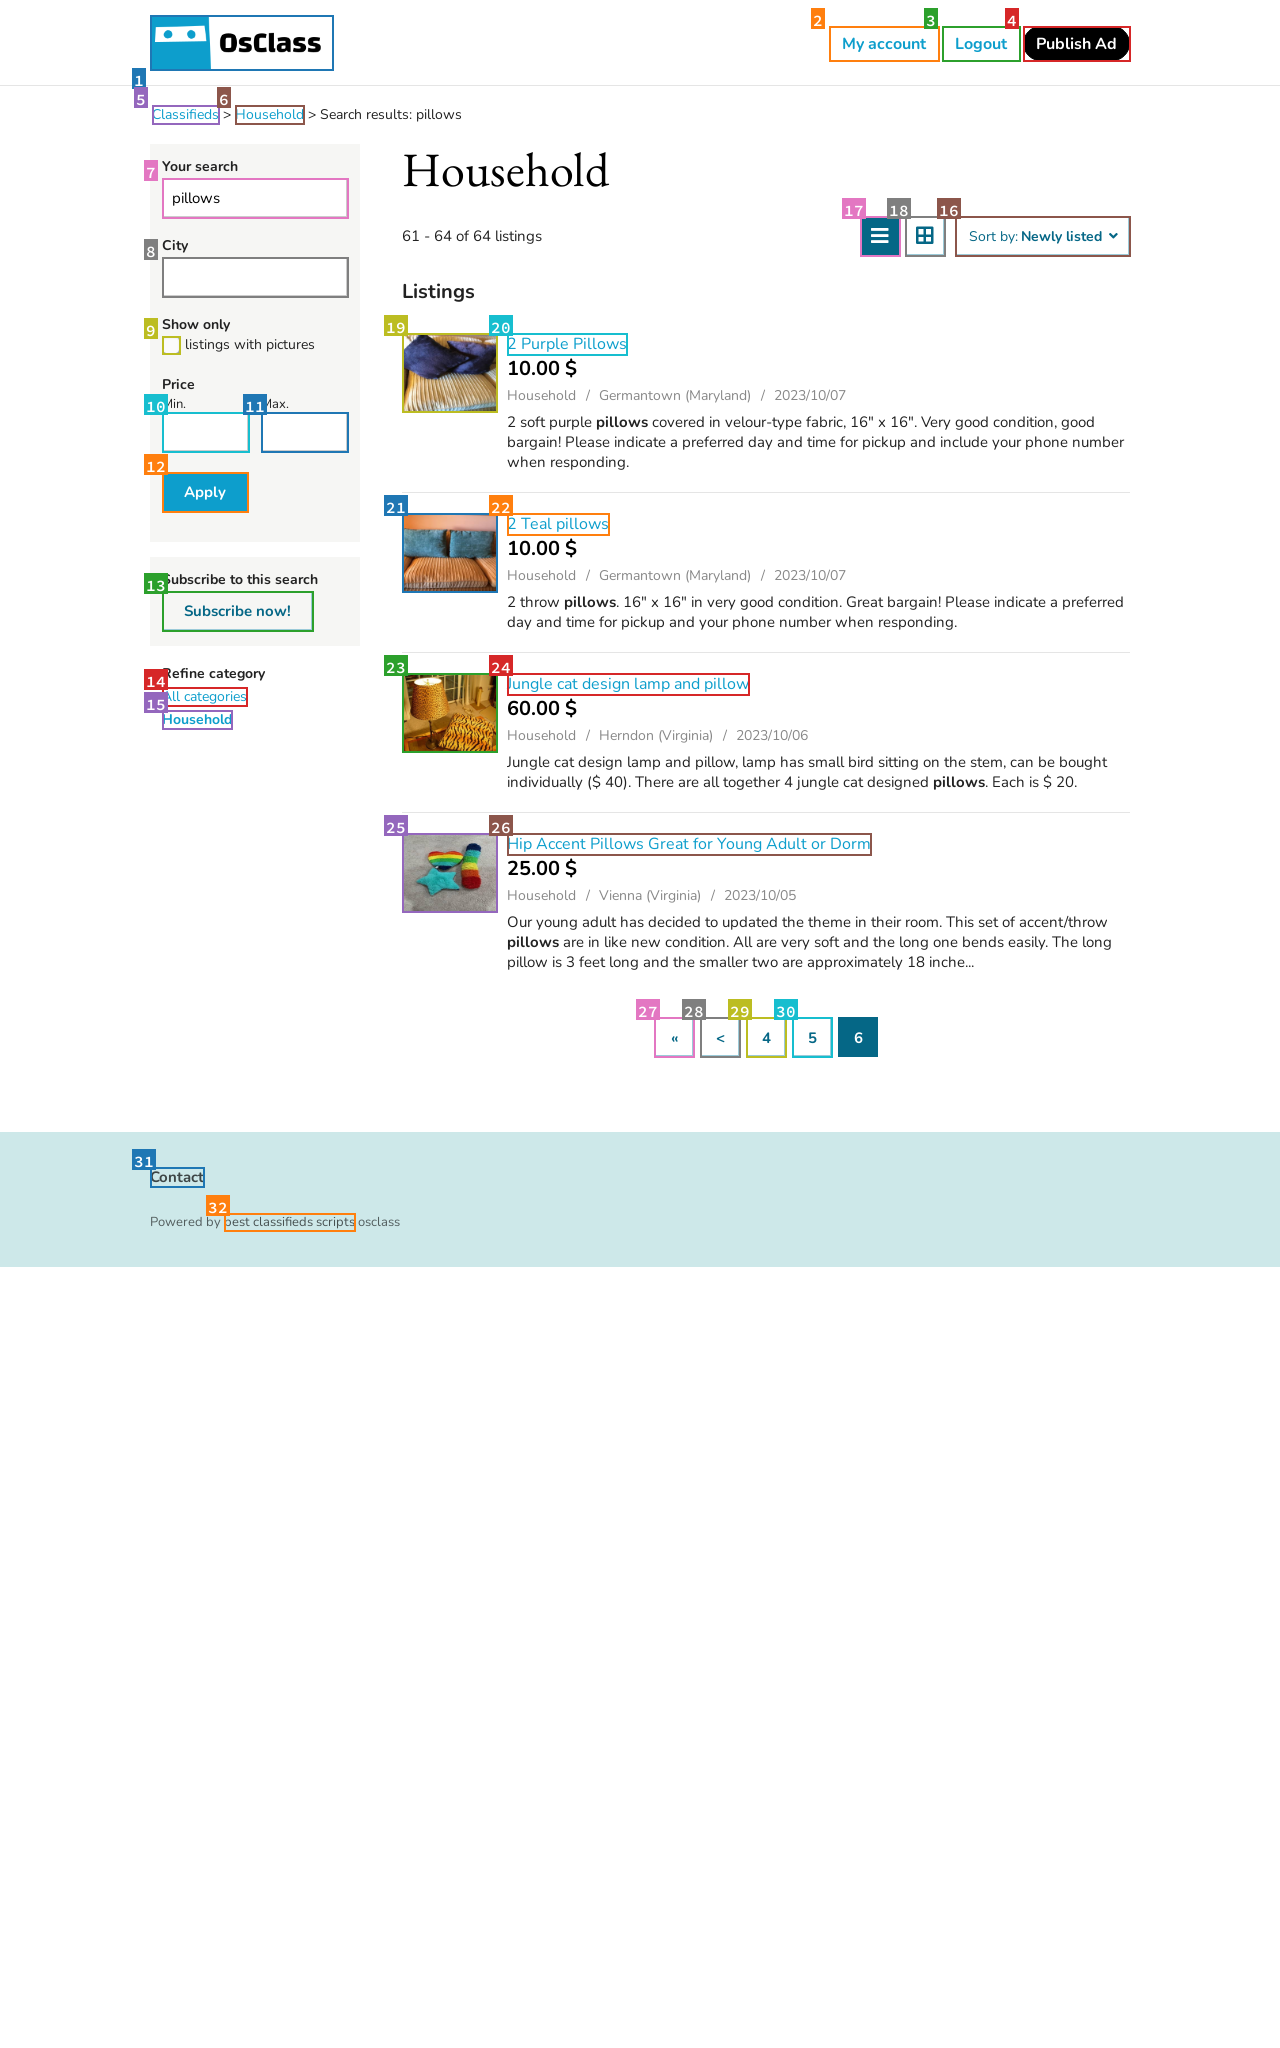 OsClass
2
3
4
My account
Logout
Publish Ad
1
5
6
Classifieds > Household > Search results: pillows
7
Your search
pillows
8
City
9
Show only
listings with pictures
Price
10
Min.
11
Max.
12
Apply
13
Subscribe to this search
Subscribe now!
14
Refine category
All categories
15
Household
Household
61 - 64 of 64 listings
17
18
16
Sort by: Newly listed
Listings
19
20
2 Purple Pillows
10.00 $
Household / Germantown (Maryland) / 2023/10/07
2 soft purple pillows covered in velour-type fabric, 16" x 16". Very good condition, good
bargain! Please indicate a preferred day and time for pickup and include your phone number
when responding.
21
22
2 Teal pillows
10.00 $
Household / Germantown (Maryland) / 2023/10/07
2 throw pillows. 16" x 16" in very good condition. Great bargain! Please indicate a preferred
day and time for pickup and your phone number when responding.
23
24
Jungle cat design lamp and pillow
60.00 $
Household / Herndon (Virginia) / 2023/10/06
Jungle cat design lamp and pillow, lamp has small bird sitting on the stem, can be bought
individually ($ 40). There are all together 4 jungle cat designed pillows. Each is $ 20.
25
26
Hip Accent Pillows Great for Young Adult or Dorm
25.00 $
Household / Vienna (Virginia) / 2023/10/05
Our young adult has decided to updated the theme in their room. This set of accent/throw
pillows are in like new condition. All are very soft and the long one bends easily. The long
pillow is 3 feet long and the smaller two are approximately 18 inche...
27
28
29
30
« < 4 5 6
31
Contact
32
Powered by best classifieds scripts osclass